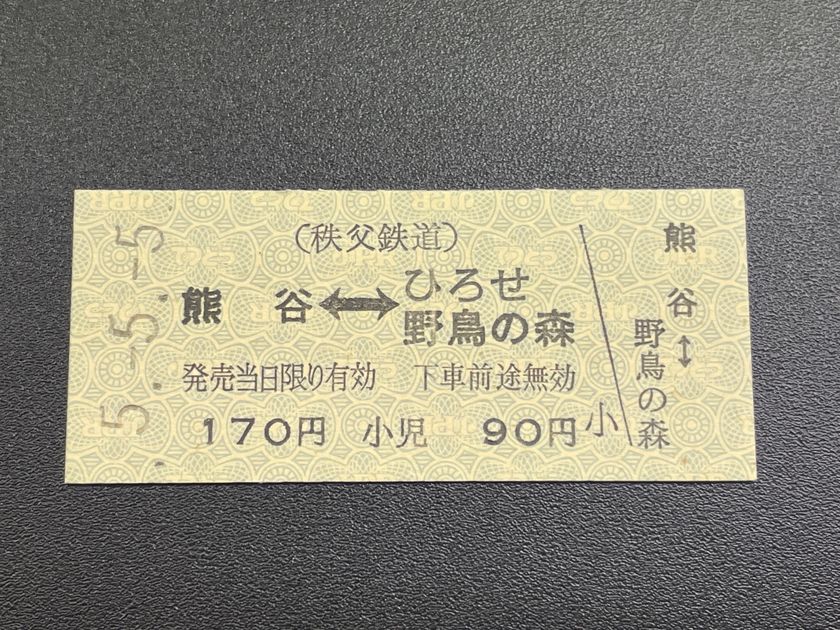 5.-5.-5
(秩父鉄道)
熊谷⟷ひろせ野鳥の森
発売当日限り有効 下車前途無効
170円 小児 90円
小
熊谷↕野鳥の森